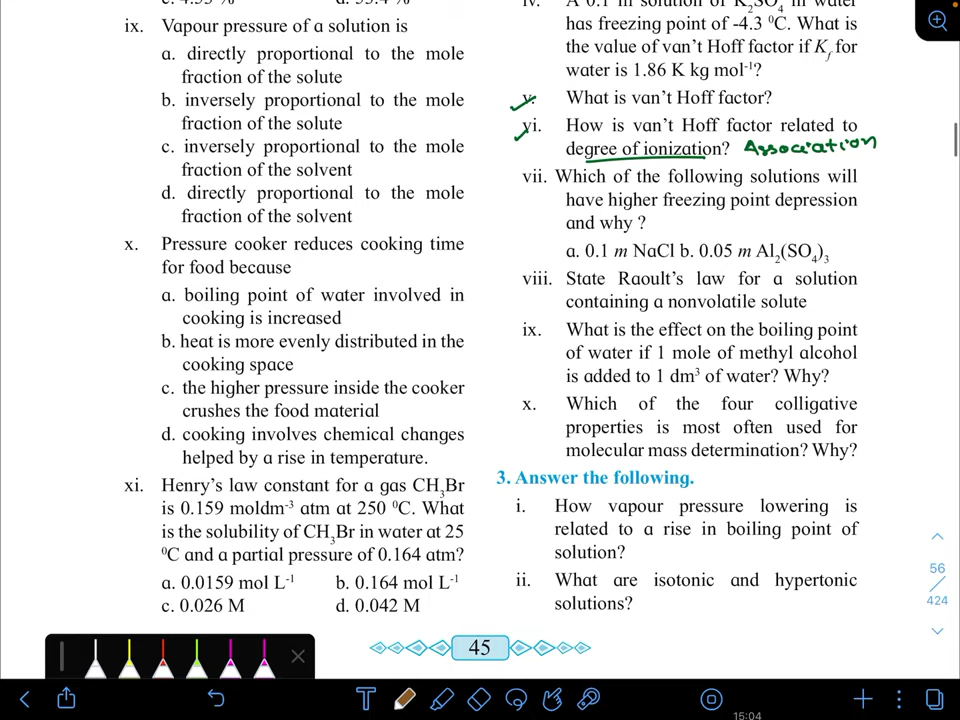 c. 4.53 % d. 53.4 %
ix. Vapour pressure of a solution is
a. directly proportional to the mole
fraction of the solute
b. inversely proportional to the mole
fraction of the solute
c. inversely proportional to the mole
fraction of the solvent
d. directly proportional to the mole
fraction of the solvent
x. Pressure cooker reduces cooking time
for food because
a. boiling point of water involved in
cooking is increased
b. heat is more evenly distributed in the
cooking space
c. the higher pressure inside the cooker
crushes the food material
d. cooking involves chemical changes
helped by a rise in temperature.
xi. Henry's law constant for a gas CH3Br
is 0.159 moldm-3 atm at 250 0C. What
is the solubility of CH3Br in water at 25
0C and a partial pressure of 0.164 atm?
a. 0.0159 mol L-1 b. 0.164 mol L-1
c. 0.026 M d. 0.042 M
iv. A 0.1 m solution of K2SO4 in water
has freezing point of -4.3 0C. What is
the value of van't Hoff factor if Kf for
water is 1.86 K kg mol-1?
v. What is van't Hoff factor?
vi. How is van't Hoff factor related to
degree of ionization? Association
vii. Which of the following solutions will
have higher freezing point depression
and why ?
a. 0.1 m NaCl b. 0.05 m Al2(SO4)3
viii. State Raoult's law for a solution
containing a nonvolatile solute
ix. What is the effect on the boiling point
of water if 1 mole of methyl alcohol
is added to 1 dm3 of water? Why?
x. Which of the four colligative
properties is most often used for
molecular mass determination? Why?
3. Answer the following.
i. How vapour pressure lowering is
related to a rise in boiling point of
solution?
ii. What are isotonic and hypertonic
solutions?
45
56
424
T
15:04